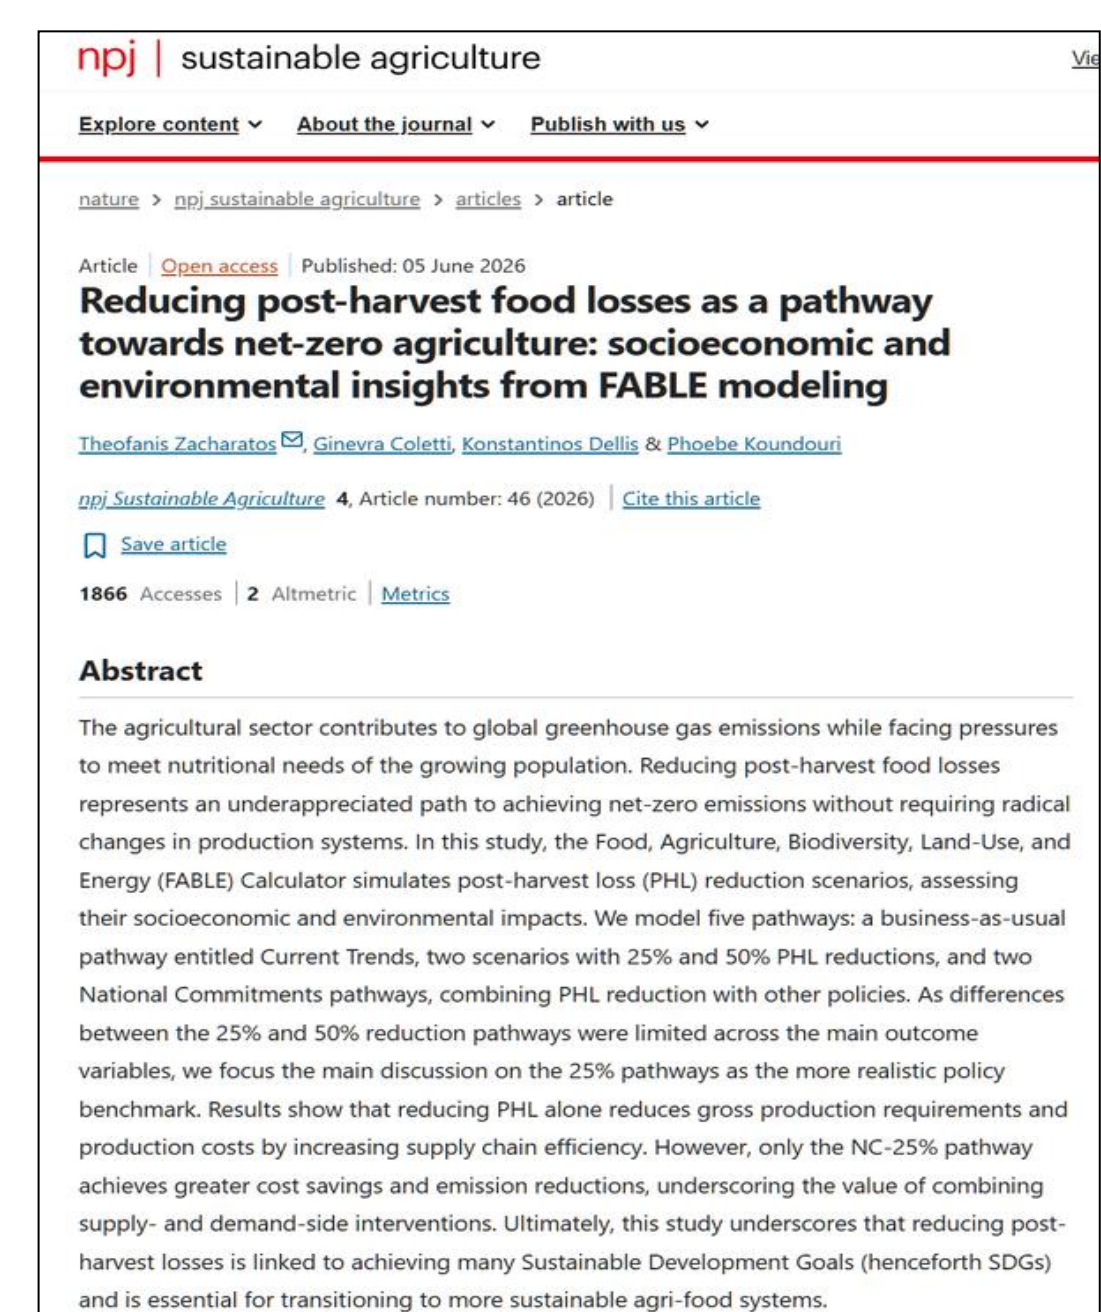 npj | sustainable agriculture
Vie
Explore content About the journal Publish with us
nature > npj sustainable agriculture > articles > article
Article | Open access | Published: 05 June 2026
Reducing post-harvest food losses as a pathway
towards net-zero agriculture: socioeconomic and
environmental insights from FABLE modeling
Theofanis Zacharatos, Ginevra Coletti, Konstantinos Dellis & Phoebe Koundouri
npj Sustainable Agriculture 4, Article number: 46 (2026) | Cite this article
Save article
1866 Accesses | 2 Altmetric | Metrics
Abstract
The agricultural sector contributes to global greenhouse gas emissions while facing pressures
to meet nutritional needs of the growing population. Reducing post-harvest food losses
represents an underappreciated path to achieving net-zero emissions without requiring radical
changes in production systems. In this study, the Food, Agriculture, Biodiversity, Land-Use, and
Energy (FABLE) Calculator simulates post-harvest loss (PHL) reduction scenarios, assessing
their socioeconomic and environmental impacts. We model five pathways: a business-as-usual
pathway entitled Current Trends, two scenarios with 25% and 50% PHL reductions, and two
National Commitments pathways, combining PHL reduction with other policies. As differences
between the 25% and 50% reduction pathways were limited across the main outcome
variables, we focus the main discussion on the 25% pathways as the more realistic policy
benchmark. Results show that reducing PHL alone reduces gross production requirements and
production costs by increasing supply chain efficiency. However, only the NC-25% pathway
achieves greater cost savings and emission reductions, underscoring the value of combining
supply- and demand-side interventions. Ultimately, this study underscores that reducing post-
harvest losses is linked to achieving many Sustainable Development Goals (henceforth SDGs)
and is essential for transitioning to more sustainable agri-food systems.